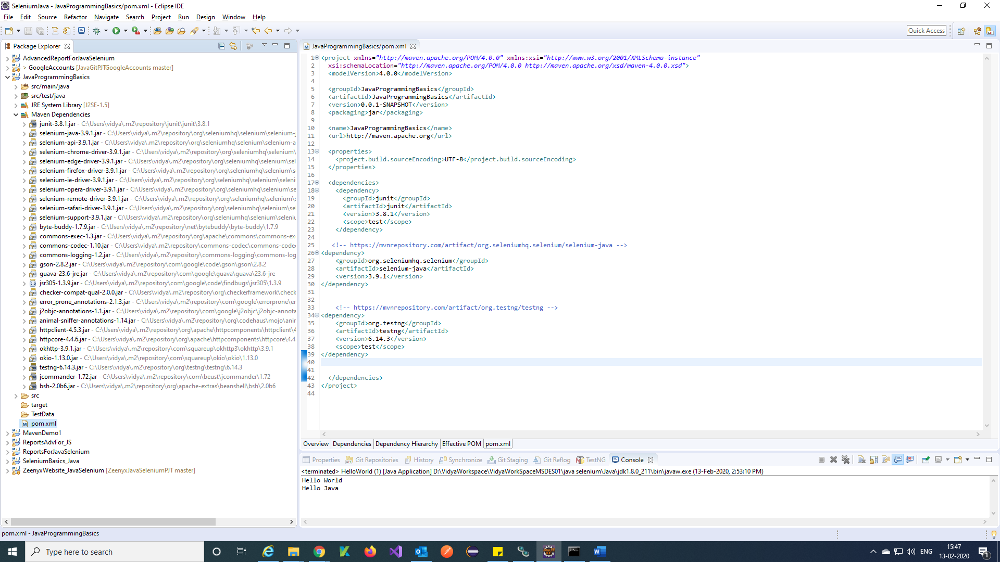 SeleniumJava - JavaProgrammingBasics/pom.xml - Eclipse IDE
File Edit Source Refactor Navigate Search Project Run Design Window Help
Quick Access
Package Explorer
AdvancedReportForJavaSelenium
> GoogleAccounts [JavaGitPJTGoogleAccounts master]
JavaProgrammingBasics
src/main/java
src/test/java
JRE System Library [J2SE-1.5]
Maven Dependencies
junit-3.8.1.jar - C:\Users\vidya\.m2\repository\junit\junit\3.8.1
selenium-java-3.9.1.jar - C:\Users\vidya\.m2\repository\org\seleniumhq\selenium\selenium-
selenium-api-3.9.1.jar - C:\Users\vidya\.m2\repository\org\seleniumhq\selenium\selenium-a
selenium-chrome-driver-3.9.1.jar - C:\Users\vidya\.m2\repository\org\seleniumhq\selenium\
selenium-edge-driver-3.9.1.jar - C:\Users\vidya\.m2\repository\org\seleniumhq\selenium\sel
selenium-firefox-driver-3.9.1.jar - C:\Users\vidya\.m2\repository\org\seleniumhq\selenium\s
selenium-ie-driver-3.9.1.jar - C:\Users\vidya\.m2\repository\org\seleniumhq\selenium\seleni
selenium-opera-driver-3.9.1.jar - C:\Users\vidya\.m2\repository\org\seleniumhq\selenium\se
selenium-remote-driver-3.9.1.jar - C:\Users\vidya\.m2\repository\org\seleniumhq\selenium\s
selenium-safari-driver-3.9.1.jar - C:\Users\vidya\.m2\repository\org\seleniumhq\selenium\se
selenium-support-3.9.1.jar - C:\Users\vidya\.m2\repository\org\seleniumhq\selenium\seleniu
byte-buddy-1.7.9.jar - C:\Users\vidya\.m2\repository\net\bytebuddy\byte-buddy\1.7.9
commons-exec-1.3.jar - C:\Users\vidya\.m2\repository\org\apache\commons\commons-ex
commons-codec-1.10.jar - C:\Users\vidya\.m2\repository\commons-codec\commons-codec
commons-logging-1.2.jar - C:\Users\vidya\.m2\repository\commons-logging\commons-log
gson-2.8.2.jar - C:\Users\vidya\.m2\repository\com\google\code\gson\gson\2.8.2
guava-23.6-jre.jar - C:\Users\vidya\.m2\repository\com\google\guava\guava\23.6-jre
jsr305-1.3.9.jar - C:\Users\vidya\.m2\repository\com\google\code\findbugs\jsr305\1.3.9
checker-compat-qual-2.0.0.jar - C:\Users\vidya\.m2\repository\org\checkerframework\check
error_prone_annotations-2.1.3.jar - C:\Users\vidya\.m2\repository\com\google\errorprone\er
j2objc-annotations-1.1.jar - C:\Users\vidya\.m2\repository\com\google\j2objc\j2objc-annota
animal-sniffer-annotations-1.14.jar - C:\Users\vidya\.m2\repository\org\codehaus\mojo\anir
httpclient-4.5.3.jar - C:\Users\vidya\.m2\repository\org\apache\httpcomponents\httpclient\4
httpcore-4.4.6.jar - C:\Users\vidya\.m2\repository\org\apache\httpcomponents\httpcore\4.4
okhttp-3.9.1.jar - C:\Users\vidya\.m2\repository\com\squareup\okhttp3\okhttp\3.9.1
okio-1.13.0.jar - C:\Users\vidya\.m2\repository\com\squareup\okio\okio\1.13.0
testng-6.14.3.jar - C:\Users\vidya\.m2\repository\org\testng\testng\6.14.3
jcommander-1.72.jar - C:\Users\vidya\.m2\repository\com\beust\jcommander\1.72
bsh-2.0b6.jar - C:\Users\vidya\.m2\repository\org\apache-extras\beanshell\bsh\2.0b6
src
target
TestData
pom.xml
MavenDemo1
ReportsAdvFor_JS
ReportsForJavaSelenium
SeleniumBasics_Java
ZeenyxWebsite_JavaSelenium [ZeenyxJavaSeleniumPJT master]
JavaProgrammingBasics/pom.xml
1 <project xmlns="http://maven.apache.org/POM/4.0.0" xmlns:xsi="http://www.w3.org/2001/XMLSchema-instance"
2 xsi:schemaLocation="http://maven.apache.org/POM/4.0.0 http://maven.apache.org/xsd/maven-4.0.0.xsd">
3 <modelVersion>4.0.0</modelVersion>
4
5 <groupId>JavaProgrammingBasics</groupId>
6 <artifactId>JavaProgrammingBasics</artifactId>
7 <version>0.0.1-SNAPSHOT</version>
8 <packaging>jar</packaging>
9
10 <name>JavaProgrammingBasics</name>
11 <url>http://maven.apache.org</url>
12
13 <properties>
14 <project.build.sourceEncoding>UTF-8</project.build.sourceEncoding>
15 </properties>
16
17 <dependencies>
18 <dependency>
19 <groupId>junit</groupId>
20 <artifactId>junit</artifactId>
21 <version>3.8.1</version>
22 <scope>test</scope>
23 </dependency>
24
25 <!-- https://mvnrepository.com/artifact/org.seleniumhq.selenium/selenium-java -->
26 <dependency>
27 <groupId>org.seleniumhq.selenium</groupId>
28 <artifactId>selenium-java</artifactId>
29 <version>3.9.1</version>
30 </dependency>
31
32
33 <!-- https://mvnrepository.com/artifact/org.testng/testng -->
34 <dependency>
35 <groupId>org.testng</groupId>
36 <artifactId>testng</artifactId>
37 <version>6.14.3</version>
38 <scope>test</scope>
39 </dependency>
40
41
42 </dependencies>
43 </project>
44
Overview Dependencies Dependency Hierarchy Effective POM pom.xml
Properties Git Repositories History Synchronize Git Staging Git Reflog TestNG Console
<terminated> HelloWorld (1) [Java Application] D:\VidyaWorkspace\VidyaWorkSpaceMSDES01\java selenium\Java\jdk1.8.0_211\bin\javaw.exe (13-Feb-2020, 2:53:10 PM)
Hello World
Hello Java
pom.xml - JavaProgrammingBasics
Type here to search
ENG
15:47
13-02-2020
1